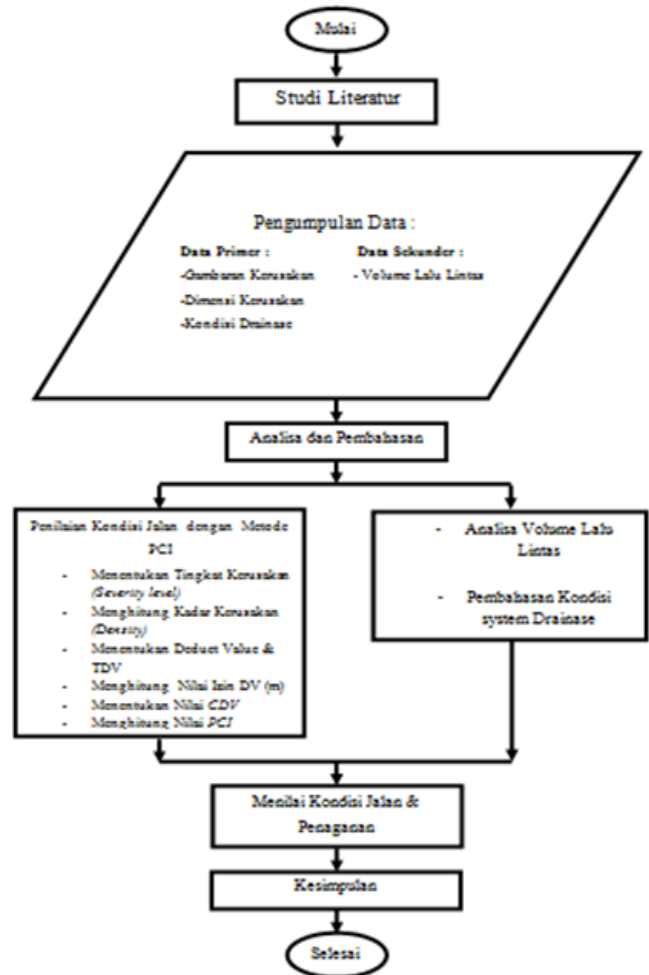 Mulai
Studi Literatur
Pengumpulan Data :
Data Primer :
-Gambaran Kerusakan
-Dimensi Kerusakan
-Kondisi Drainase
Data Sekunder :
- Volume Lalu Lintas
Analisa dan Pembahasan
Penilaian Kondisi Jalan dengan Metode
PCI
- Menentukan Tingkat Kerusakan
(Severity level)
- Menghitung Kadar Kerusakan
(Density)
- Menentukan Deduct Value &
TDV
- Menghitung Nilai Izin DV (m)
- Menentukan Nilai CDV
- Menghitung Nilai PCI
- Analisa Volume Lalu
Lintas
- Pembahasan Kondisi
system Drainase
Menilai Kondisi Jalan &
Penaganan
Kesimpulan
Selesai